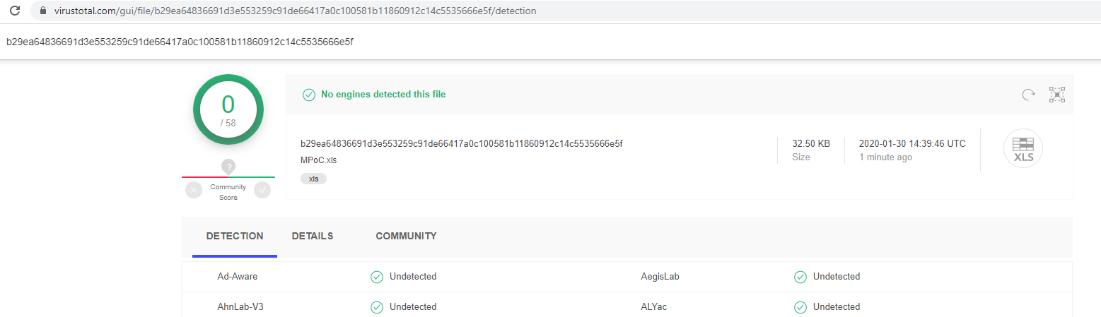 virustotal.com/gui/file/b29ea64836691d3e553259c91de66417a0c100581b11860912c14c5535666e5f/detection
b29ea64836691d3e553259c91de66417a0c100581b11860912c14c5535666e5f
0
/ 58
No engines detected this file
b29ea64836691d3e553259c91de66417a0c100581b11860912c14c5535666e5f
MPoC.xls
xls
32.50 KB
Size
2020-01-30 14:39:46 UTC
1 minute ago
XLS
?
Community
Score
DETECTION DETAILS COMMUNITY
Ad-Aware Undetected AegisLab Undetected
AhnLab-V3 Undetected ALYac Undetected